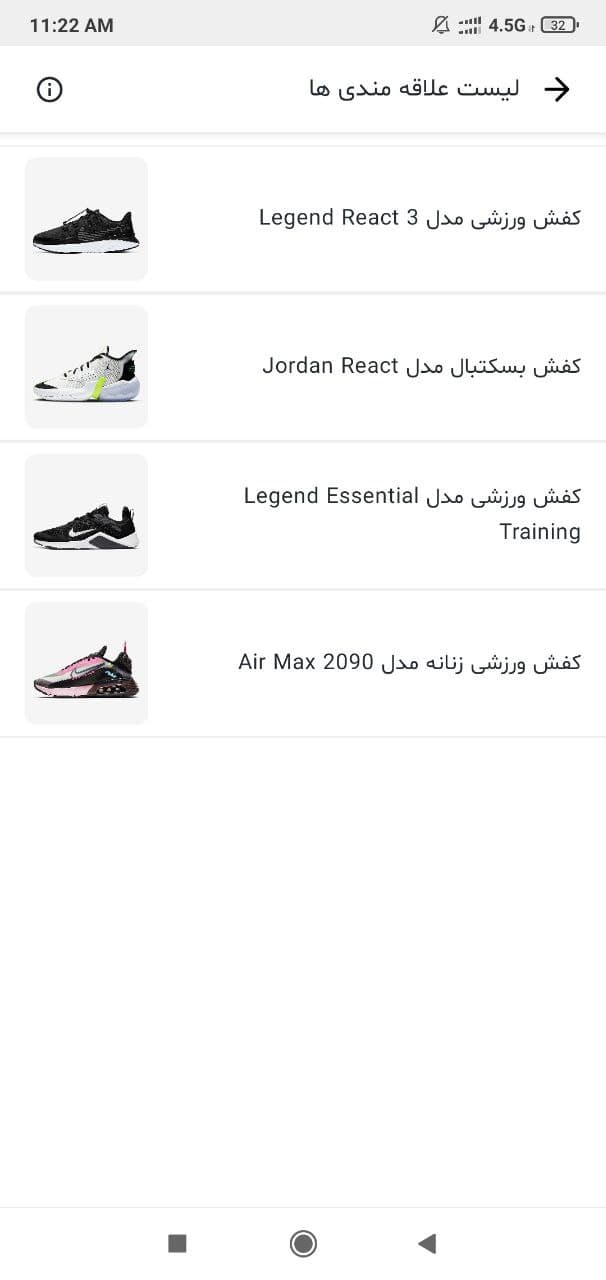 11:22 AM
4.5G
32
لیست علاقه مندی ها
کفش ورزشی مدل Legend React 3
کفش بسکتبال مدل Jordan React
کفش ورزشی مدل Legend Essential
Training
کفش ورزشی زنانه مدل Air Max 2090